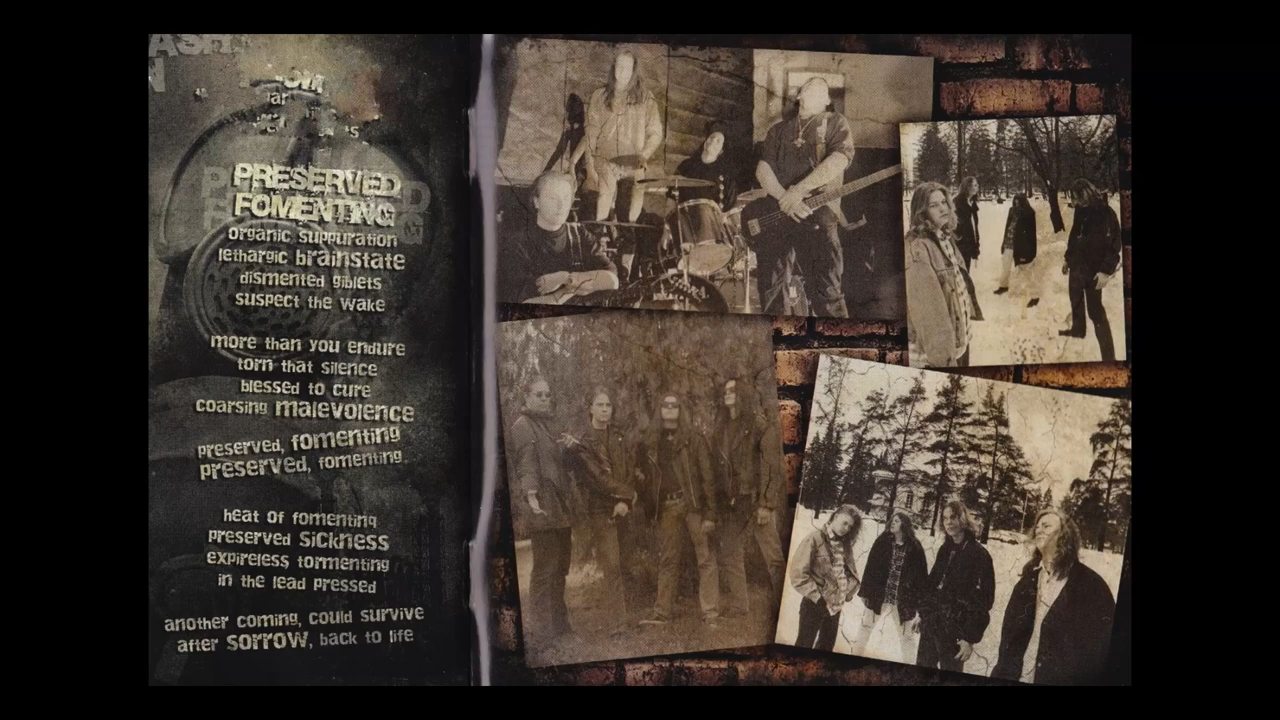 ASH
PRESERVED
FOMENTING
organic suppuration
lethargic brainstate
dismented giblets
suspect the wake
more than you endure
torn that silence
blessed to cure
coarsing malevolence
preserved, fomenting
preserved, fomenting
heat of fomenting
preserved sickness
expireless tormenting
in the lead pressed
another coming, could survive
after sorrow, back to life